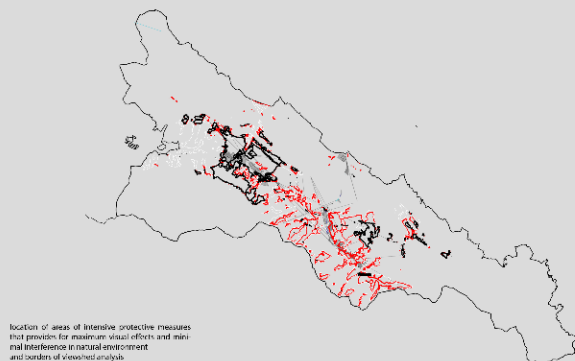 location of areas of intensive protective measures
that provides for maximum visual effects and mini-
mal interference in natural environment
and borders of viewshed analysis